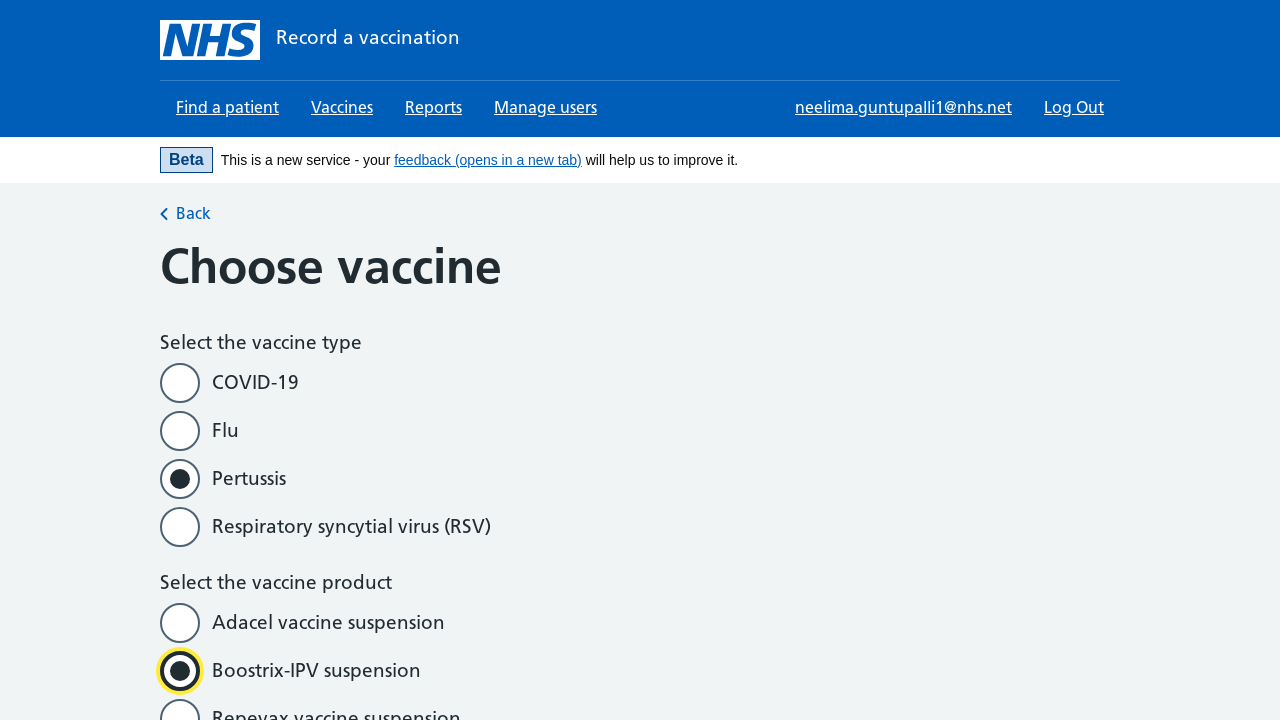 NHS Record a vaccination
Find a patient Vaccines Reports Manage users neelima.guntupalli1@nhs.net Log Out
Beta This is a new service - your feedback (opens in a new tab) will help us to improve it.
Back
Choose vaccine
Select the vaccine type
COVID-19
Flu
Pertussis
Respiratory syncytial virus (RSV)
Select the vaccine product
Adacel vaccine suspension
Boostrix-IPV suspension
Repevax vaccine suspension